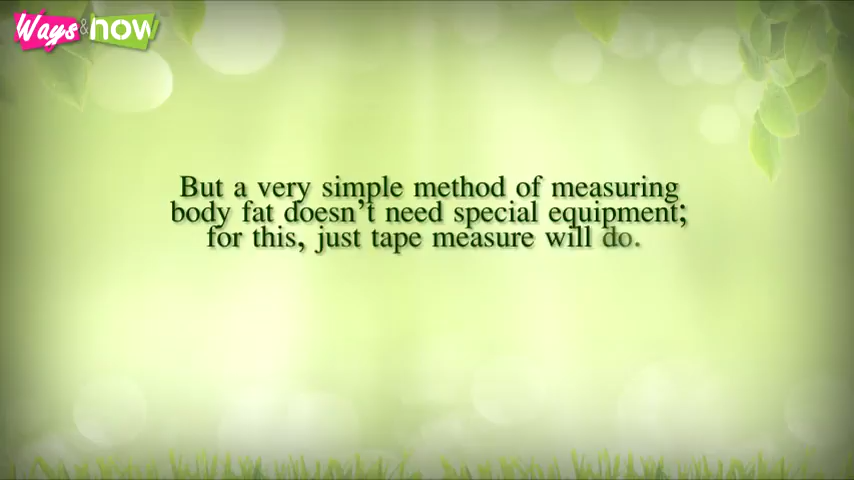 Ways & how
But a very simple method of measuring
body fat doesn't need special equipment;
for this, just tape measure will do.